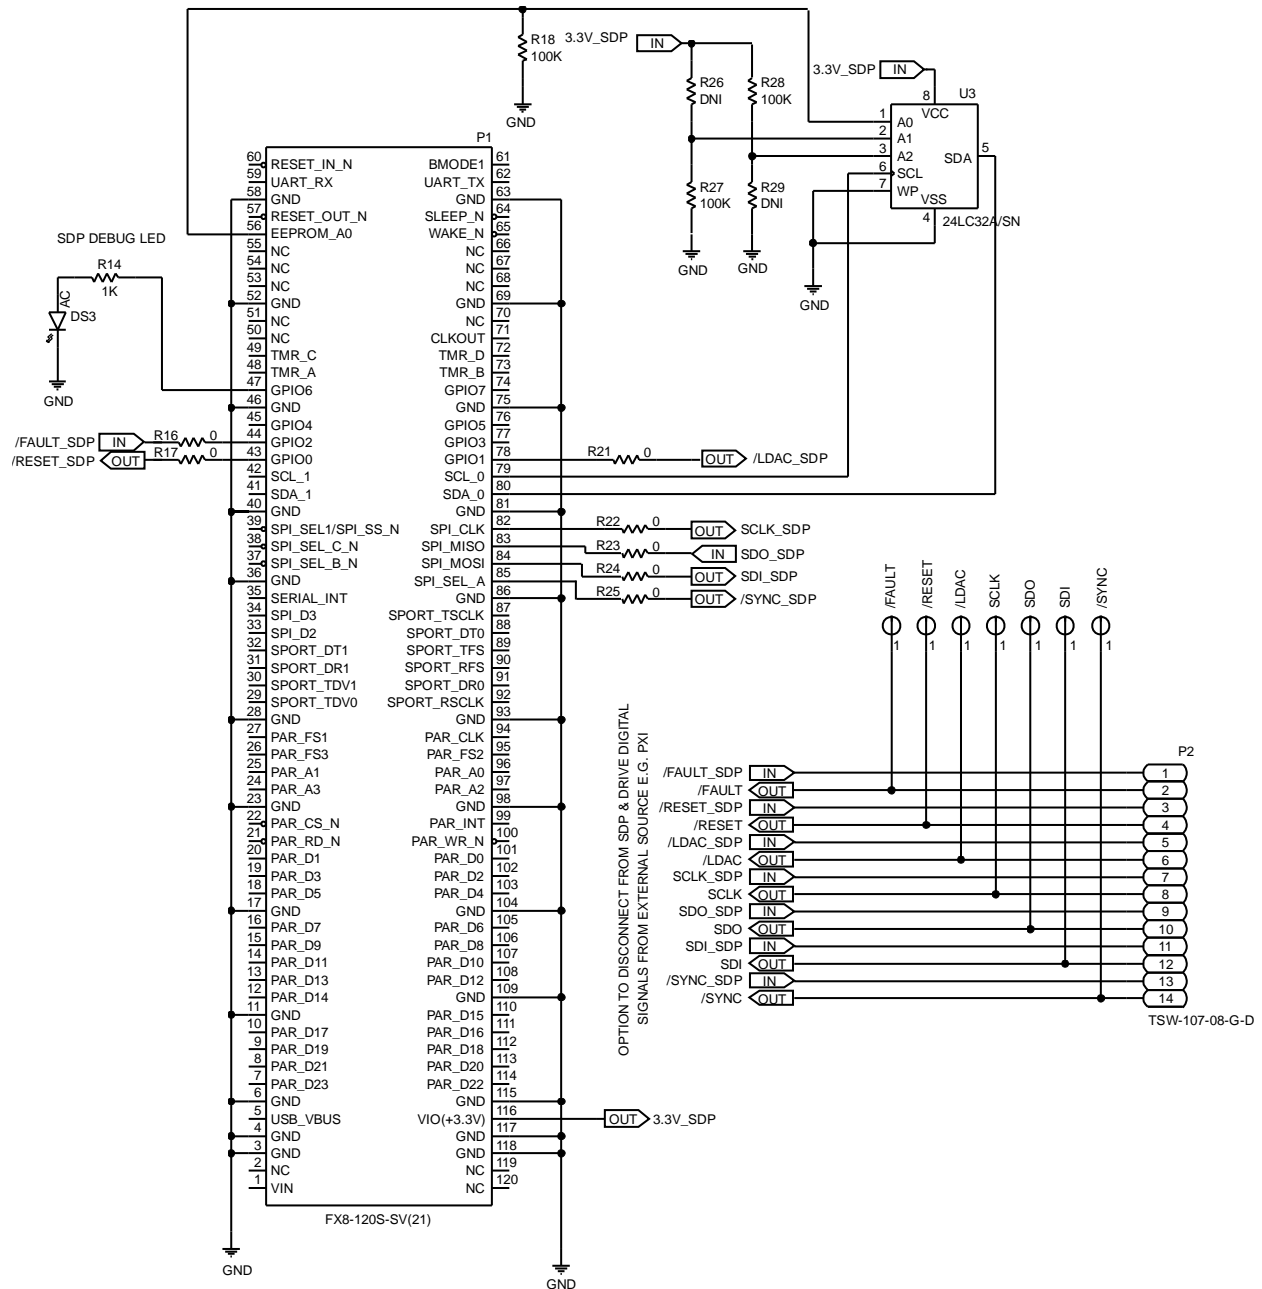 R18
100K
GND
3.3V_SDP
IN
R26
DNI
R28
100K
R27
100K
R29
DNI
GND
GND
3.3V_SDP
IN
U3
8
VCC
1 A0
2 A1
3 A2
6 SCL
7 WP
SDA 5
VSS
4
24LC32A/SN
GND
SDP DEBUG LED
R14
1K
AC
DS3
GND
P1
60 RESET_IN_N BMODE1 61
59 UART_RX UART_TX 62
58 GND GND 63
57 RESET_OUT_N SLEEP_N 64
56 EEPROM_A0 WAKE_N 65
55 NC NC 66
54 NC NC 67
53 NC NC 68
52 GND GND 69
51 NC NC 70
50 NC CLKOUT 71
49 TMR_C TMR_D 72
48 TMR_A TMR_B 73
47 GPIO6 GPIO7 74
46 GND GND 75
45 GPIO4 GPIO5 76
/FAULT_SDP IN R16 0 44 GPIO2 GPIO3 77
/RESET_SDP OUT R17 0 43 GPIO0 GPIO1 78 R21 0 OUT /LDAC_SDP
42 SCL_1 SCL_0 79
41 SDA_1 SDA_0 80
40 GND GND 81
39 SPI_SEL1/SPI_SS_N SPI_CLK 82 R22 0 OUT SCLK_SDP
38 SPI_SEL_C_N SPI_MISO 83 R23 0 IN SDO_SDP
37 SPI_SEL_B_N SPI_MOSI 84 R24 0 OUT SDI_SDP
36 GND SPI_SEL_A 85 R25 0 OUT /SYNC_SDP
35 SERIAL_INT GND 86
34 SPI_D3 SPORT_TSCLK 87
33 SPI_D2 SPORT_DT0 88
32 SPORT_DT1 SPORT_TFS 89
31 SPORT_DR1 SPORT_RFS 90
30 SPORT_TDV1 SPORT_DR0 91
29 SPORT_TDV0 SPORT_RSCLK 92
28 GND GND 93
27 PAR_FS1 PAR_CLK 94
26 PAR_FS3 PAR_FS2 95
25 PAR_A1 PAR_A0 96
24 PAR_A3 PAR_A2 97
23 GND GND 98
22 PAR_CS_N PAR_INT 99
21 PAR_RD_N PAR_WR_N 100
20 PAR_D1 PAR_D0 101
19 PAR_D3 PAR_D2 102
18 PAR_D5 PAR_D4 103
17 GND GND 104
16 PAR_D7 PAR_D6 105
15 PAR_D9 PAR_D8 106
14 PAR_D11 PAR_D10 107
13 PAR_D13 PAR_D12 108
12 PAR_D14 GND 109
11 GND PAR_D15 110
10 PAR_D17 PAR_D16 111
9 PAR_D19 PAR_D18 112
8 PAR_D21 PAR_D20 113
7 PAR_D23 PAR_D22 114
6 GND GND 115
5 USB_VBUS VIO(+3.3V) 116 OUT 3.3V_SDP
4 GND GND 117
3 GND GND 118
2 NC NC 119
1 VIN NC 120
FX8-120S-SV(21)
GND
GND
OPTION TO DISCONNECT FROM SDP & DRIVE DIGITAL
SIGNALS FROM EXTERNAL SOURCE E.G. PXI
/FAULT /RESET /LDAC SCLK SDO SDI /SYNC
1 1 1 1 1 1 1
P2
/FAULT_SDP IN 1
/FAULT OUT 2
/RESET_SDP IN 3
/RESET OUT 4
/LDAC_SDP IN 5
/LDAC OUT 6
SCLK_SDP IN 7
SCLK OUT 8
SDO_SDP IN 9
SDO OUT 10
SDI_SDP IN 11
SDI OUT 12
/SYNC_SDP IN 13
/SYNC OUT 14
TSW-107-08-G-D